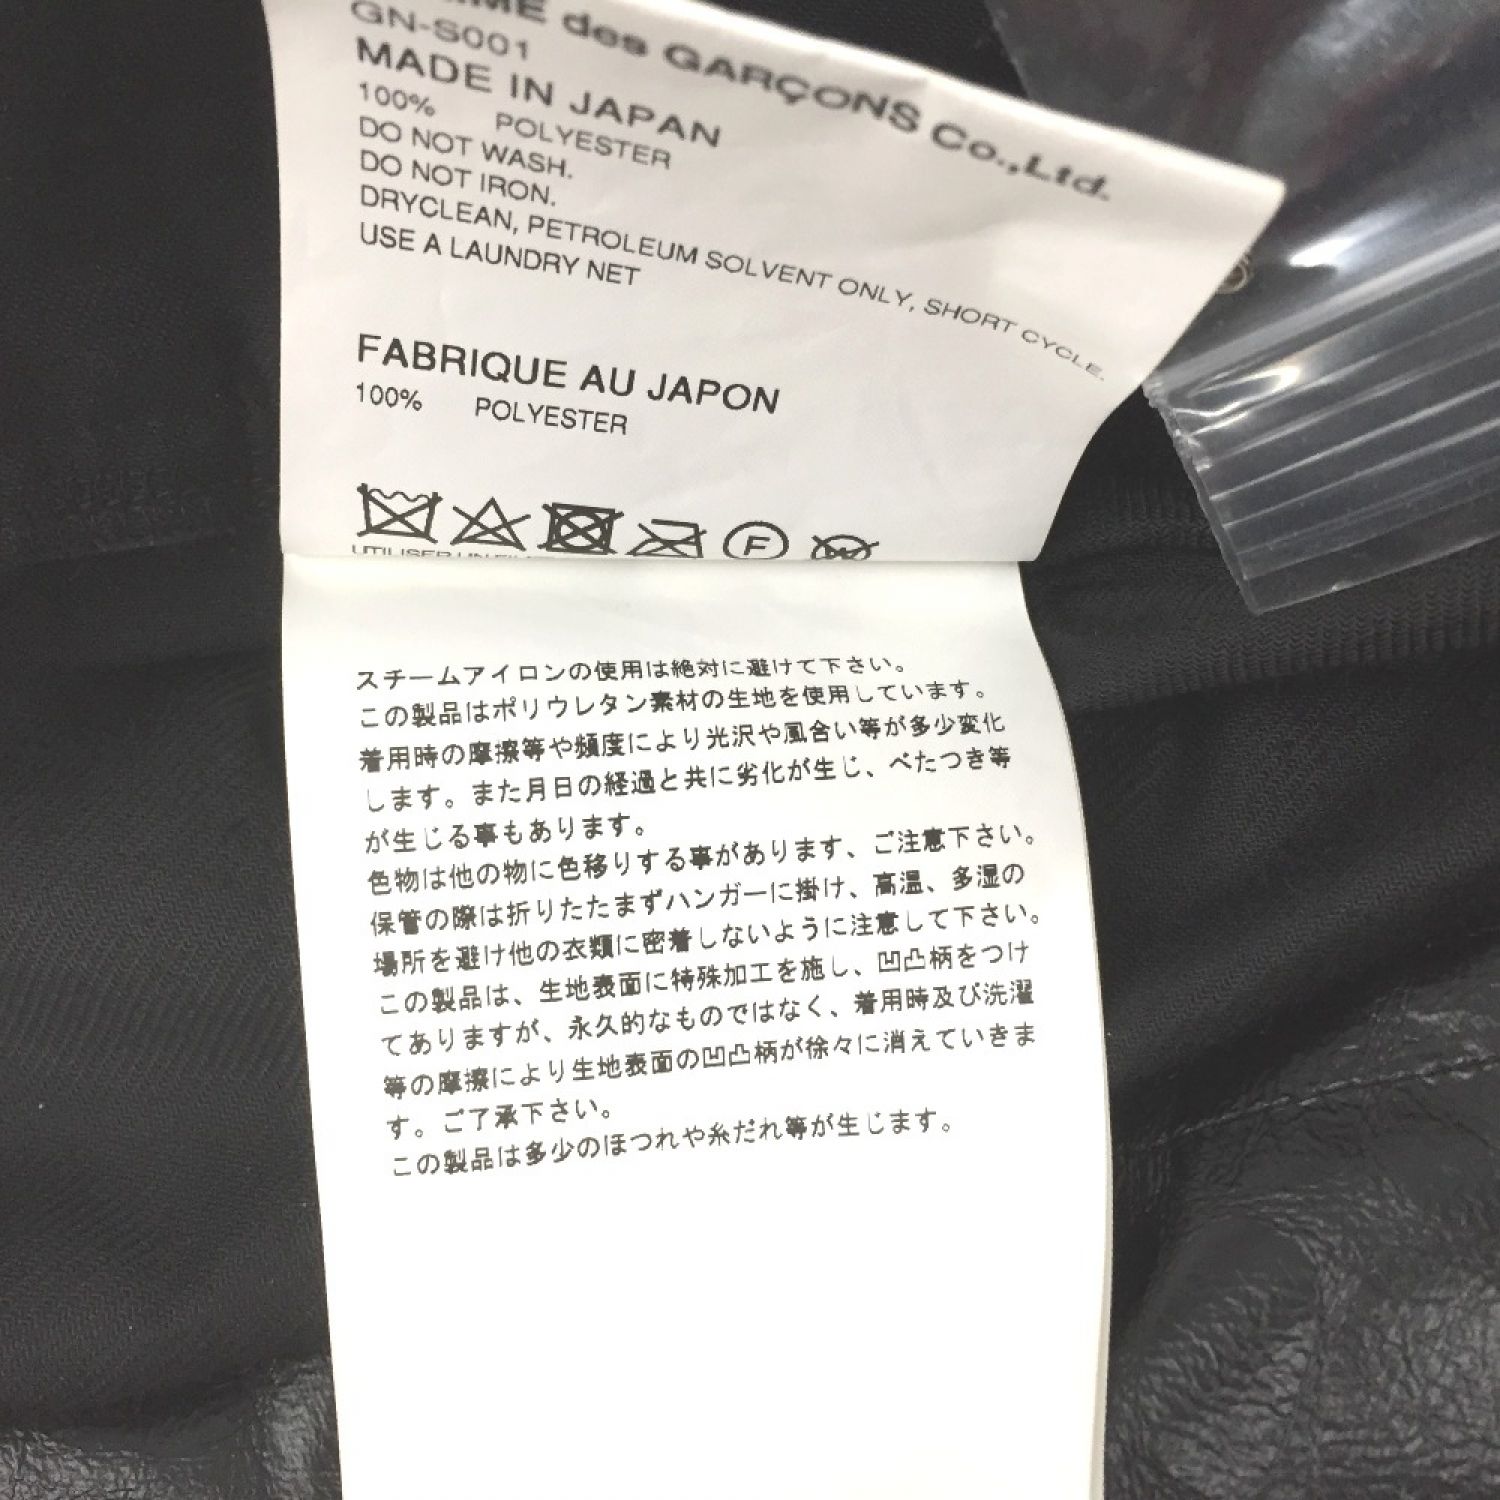 des GARÇONS Co.,Ltd.
GN-S001
MADE IN JAPAN
100% POLYESTER
DO NOT WASH.
DO NOT IRON.
DRYCLEAN, PETROLEUM SOLVENT ONLY, SHORT CYCLE.
USE A LAUNDRY NET
FABRIQUE AU JAPON
100% POLYESTER
F
W
UTILISER UN
スチームアイロンの使用は絶対に避けて下さい。
この製品はポリウレタン素材の生地を使用しています。
着用時の摩擦等や頻度により光沢や風合い等が多少変化
します。また月日の経過と共に劣化が生じ、べたつき等
が生じる事もあります。
色物は他の物に色移りする事があります、ご注意下さい。
保管の際は折りたたまずハンガーに掛け、高温、多湿の
場所を避け他の衣類に密着しないように注意して下さい。
この製品は、生地表面に特殊加工を施し、凹凸柄をつけ
てありますが、永久的なものではなく、着用時及び洗濯
等の摩擦により生地表面の凹凸柄が徐々に消えていきま
す。ご了承下さい。
この製品は多少のほつれや糸だれ等が生じます。